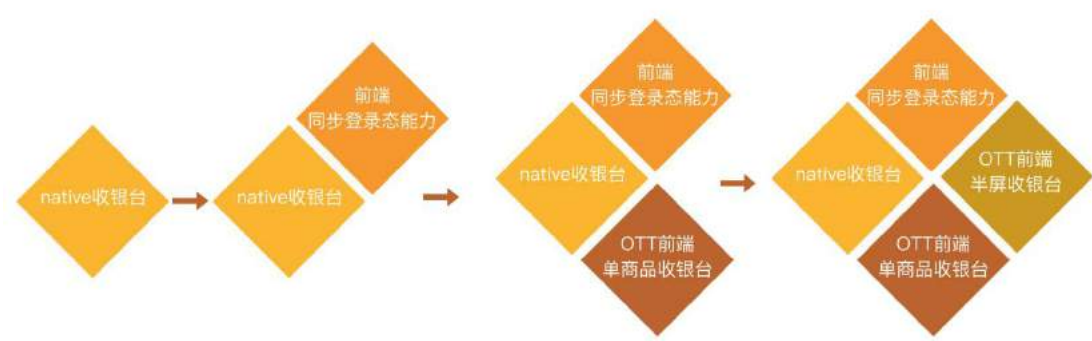 native收银台
前端
同步登录态能力
native收银台
前端
同步登录态能力
native收银台
OTT前端
单商品收银台
前端
同步登录态能力
native收银台
OTT前端
半屏收银台
OTT前端
单商品收银台